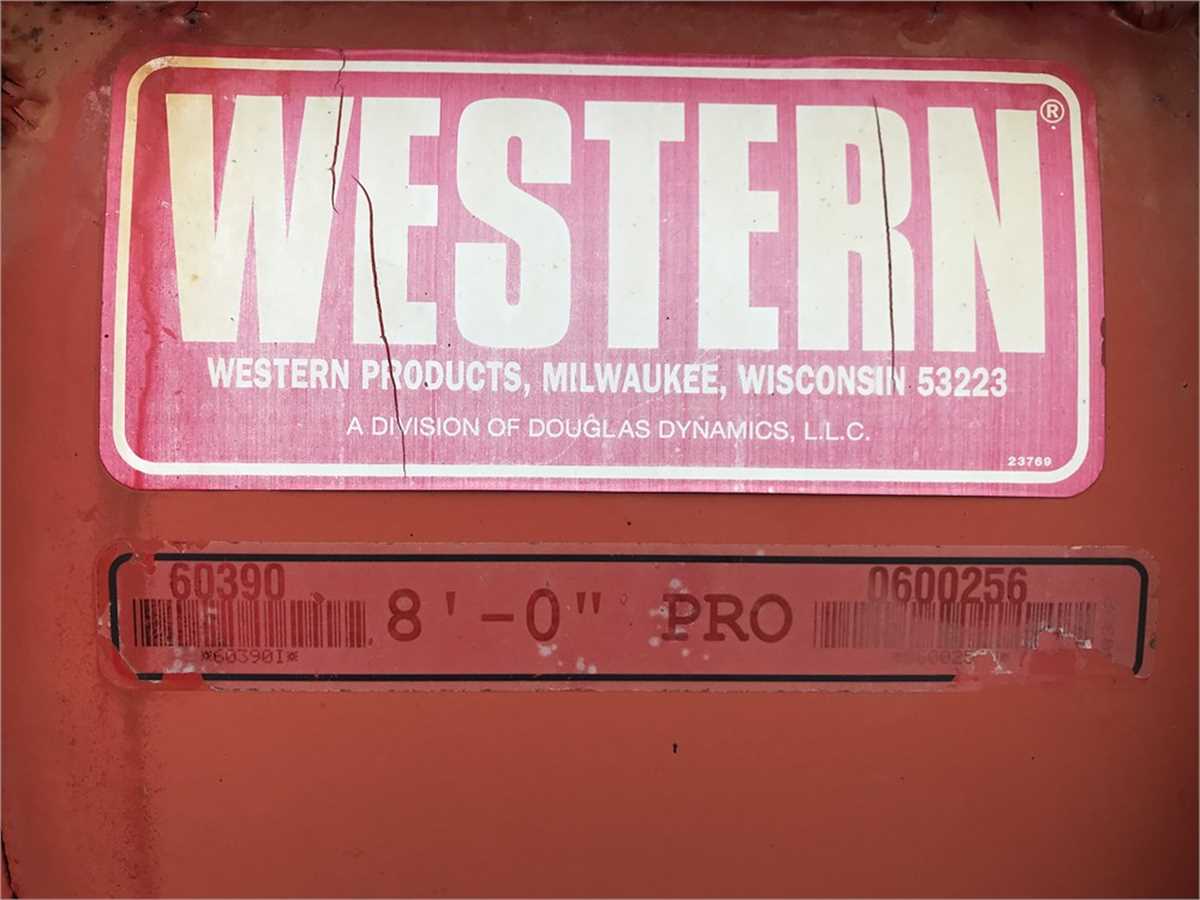 WESTERN®
WESTERN PRODUCTS, MILWAUKEE, WISCONSIN 53223
A DIVISION OF DOUGLAS DYNAMICS, L.L.C.
23769
60390 0600256
8'-0" PRO
*60390I*